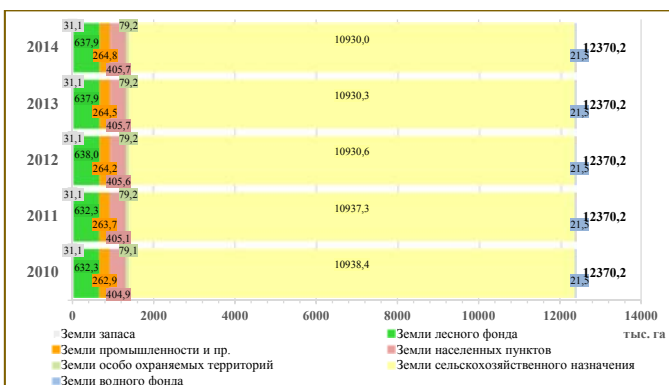 31,1 79,2
2014 637,9 10930,0 12370,2
264,8 21,5
405,7
31,1 79,2
2013 637,9 10930,3 12370,2
264,5 21,5
405,7
31,1 79,2
2012 638,0 10930,6 12370,2
264,2 21,5
405,6
31,1 79,2
2011 632,3 10937,3 12370,2
263,7 21,5
405,1
31,1 79,1
2010 632,3 10938,4 12370,2
262,9 21,5
404,9
0 2000 4000 6000 8000 10000 12000 14000
Земли запаса Земли лесного фонда тыс. га
Земли промышленности и пр. Земли населенных пунктов
Земли особо охраняемых территорий Земли сельскохозяйственного назначения
Земли водного фонда